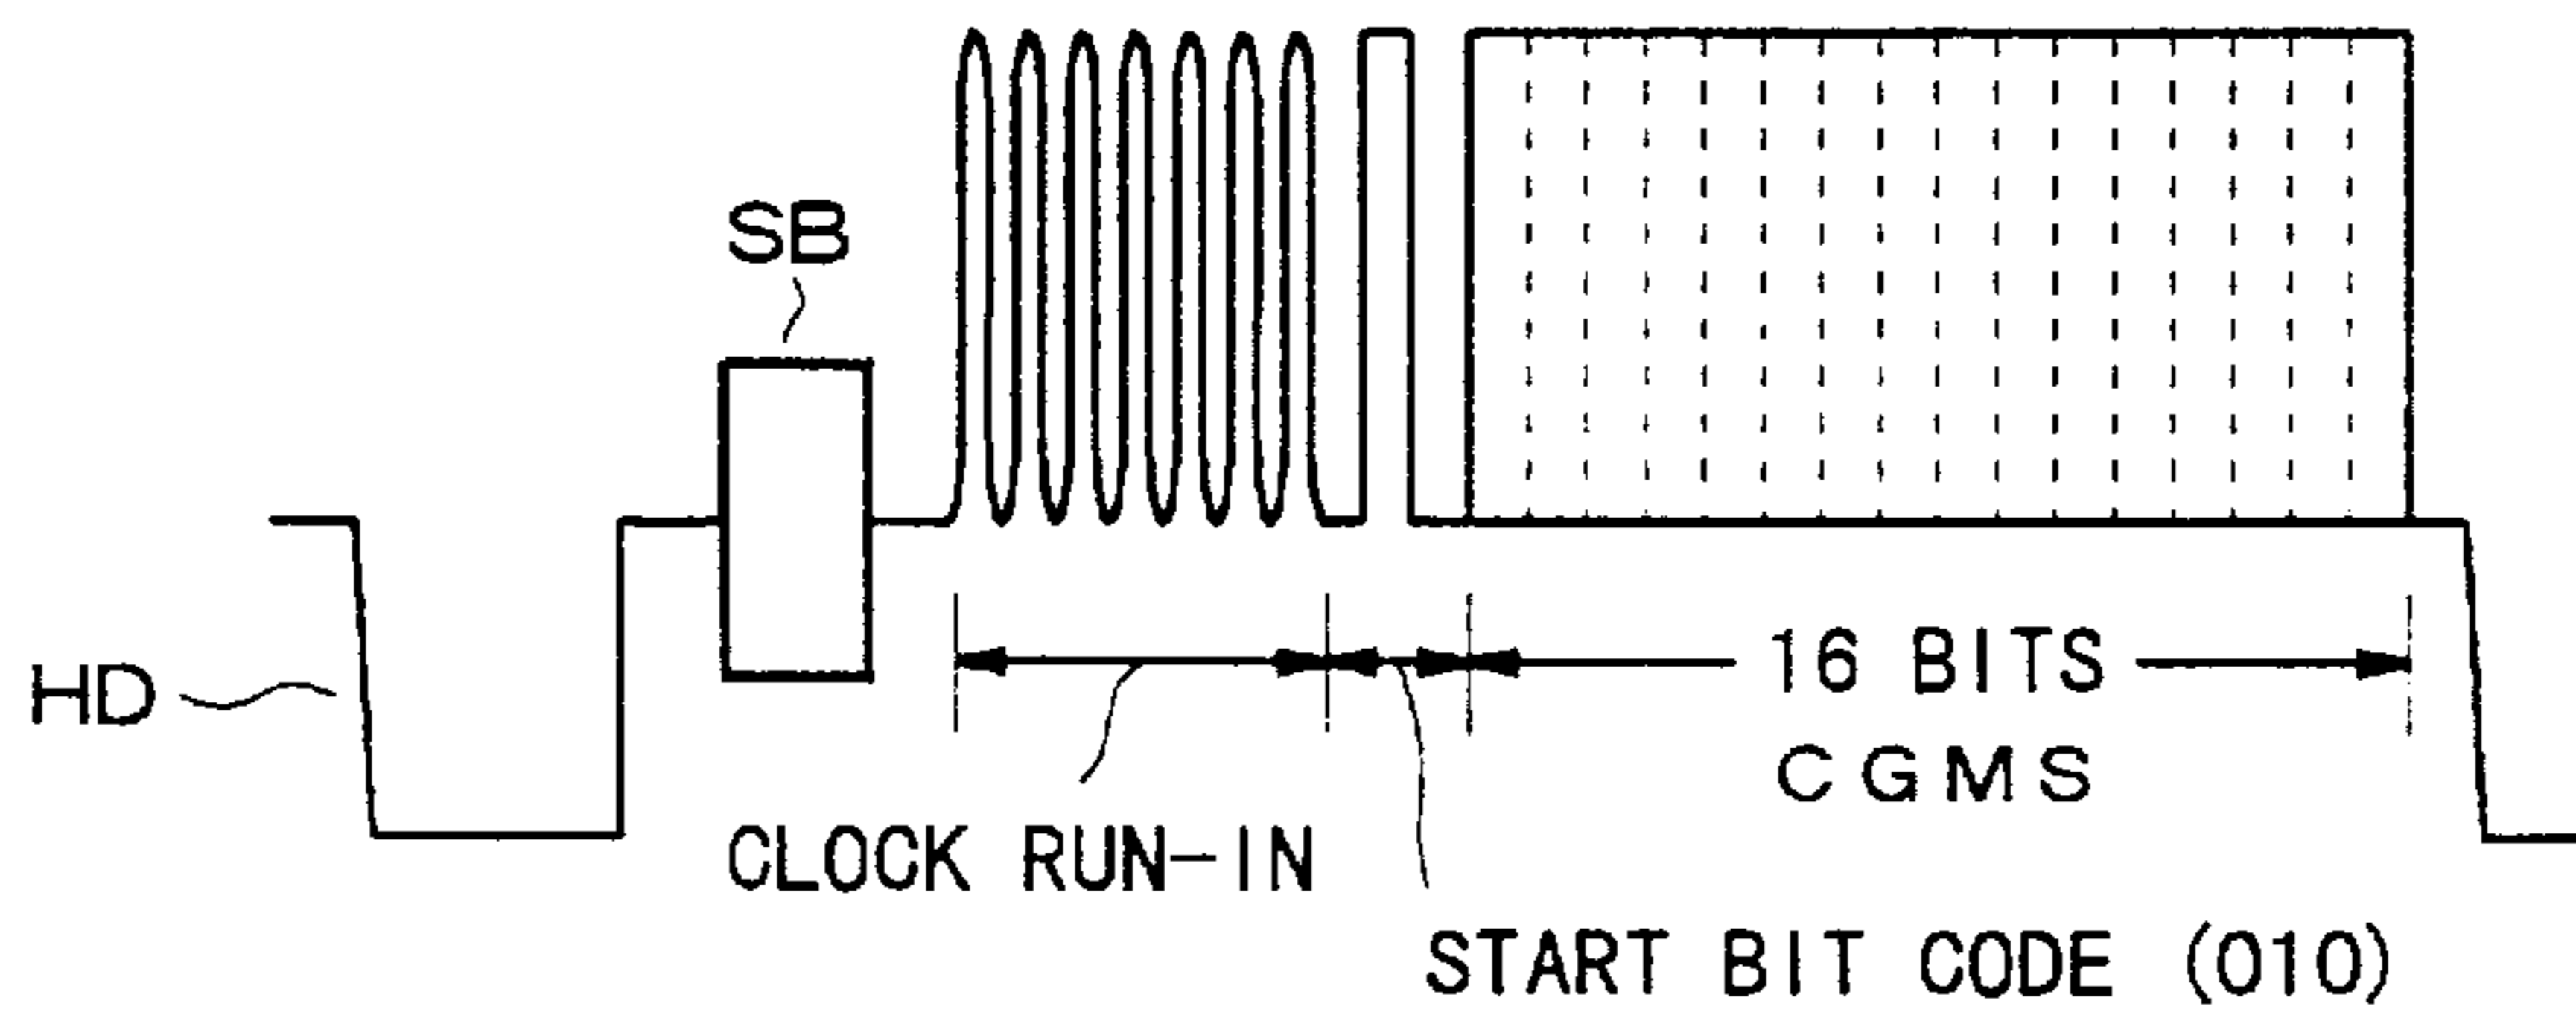 SB
HD
16 BITS
CGMS
CLOCK RUN-IN
START BIT CODE (010)